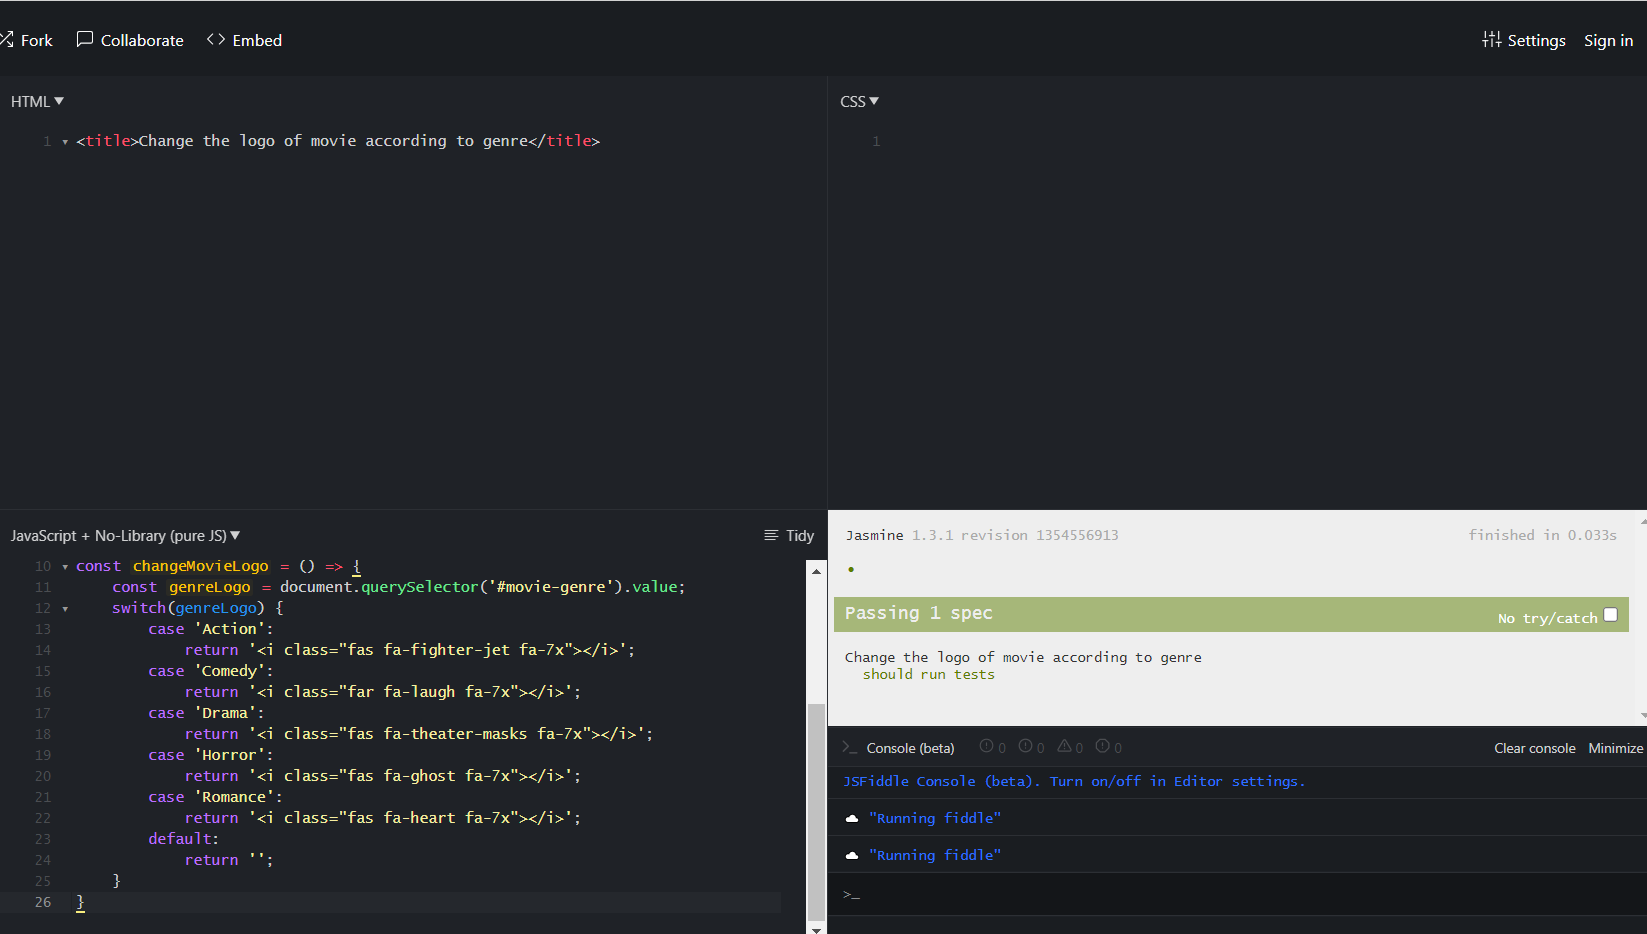 Fork Collaborate Embed Settings Sign in
HTML
1 <title>Change the logo of movie according to genre</title>
CSS
1
JavaScript + No-Library (pure JS) Tidy
10 const changeMovieLogo = () => {
11 const genreLogo = document.querySelector('#movie-genre').value;
12 switch(genreLogo) {
13 case 'Action':
14 return '<i class="fas fa-fighter-jet fa-7x"></i>';
15 case 'Comedy':
16 return '<i class="far fa-laugh fa-7x"></i>';
17 case 'Drama':
18 return '<i class="fas fa-theater-masks fa-7x"></i>';
19 case 'Horror':
20 return '<i class="fas fa-ghost fa-7x"></i>';
21 case 'Romance':
22 return '<i class="fas fa-heart fa-7x"></i>';
23 default:
24 return '';
25 }
26 }
Jasmine 1.3.1 revision 1354556913 finished in 0.033s
Passing 1 spec No try/catch
Change the logo of movie according to genre
should run tests
>_ Console (beta) 0 0 0 0 Clear console Minimize
JSFiddle Console (beta). Turn on/off in Editor settings.
"Running fiddle"
"Running fiddle"
>_